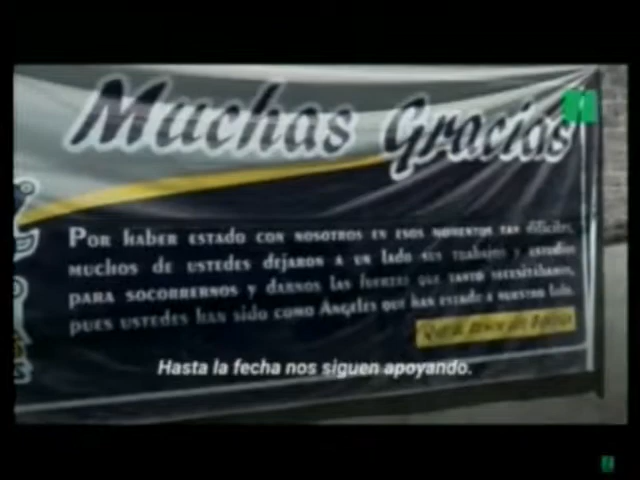 Muchas Gracias
Por haber estado con nosotros en esos momentos tan difíciles,
muchos de ustedes dejaron a un lado sus trabajos y estudios
para socorrernos y darnos las fuerzas que tanto necesitábamos,
pues ustedes han sido como Ángeles que han estado a nuestro lado.
Hasta la fecha nos siguen apoyando.